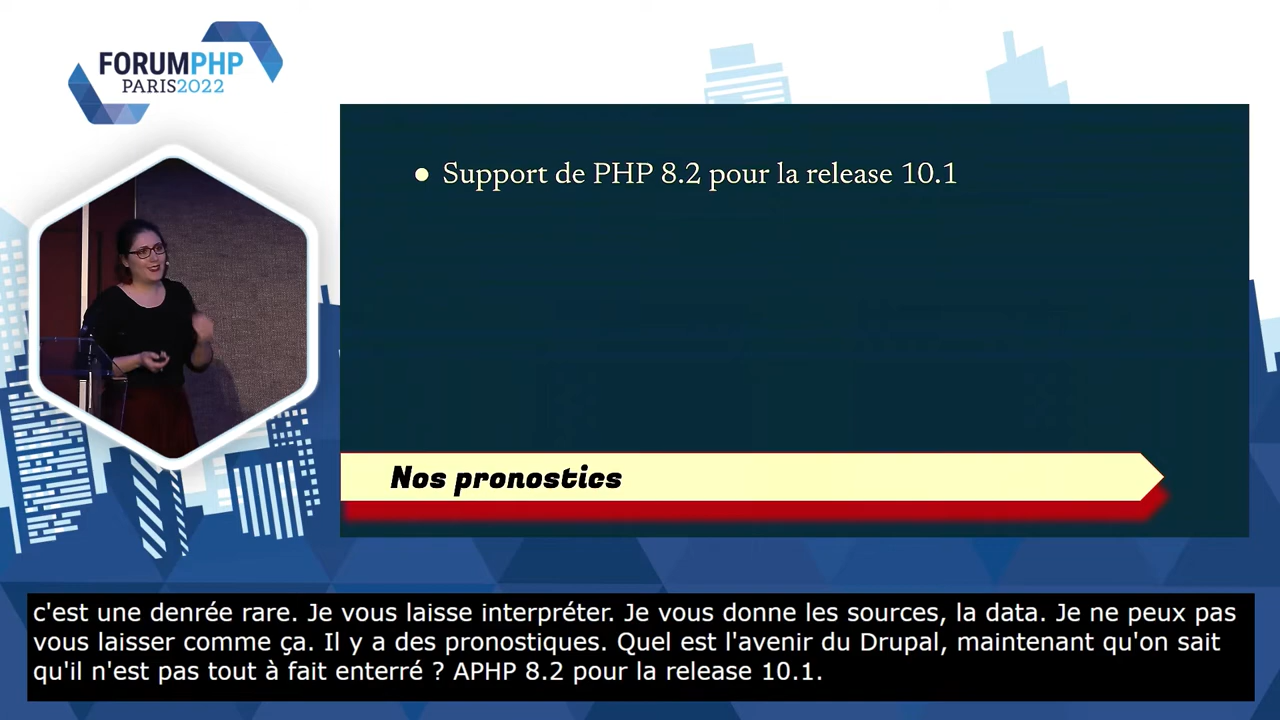 FORUMPHP
PARIS2022
• Support de PHP 8.2 pour la release 10.1
Nos pronostics
c'est une denrée rare. Je vous laisse interpréter. Je vous donne les sources, la data. Je ne peux pas
vous laisser comme ça. Il y a des pronostiques. Quel est l'avenir du Drupal, maintenant qu'on sait
qu'il n'est pas tout à fait enterré ? APHP 8.2 pour la release 10.1.